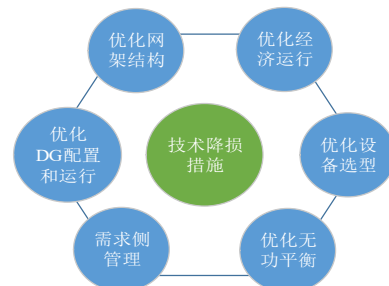 优化网
架结构
优化经
济运行
优化
DG配置
和运行
技术降损
措施
优化设
备选型
需求侧
管理
优化无
功平衡